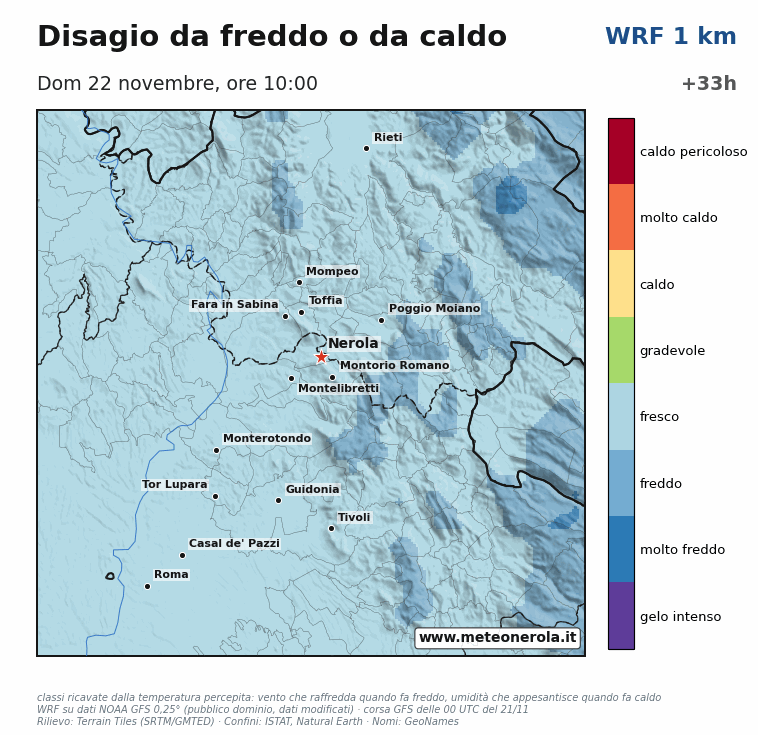 Disagio da freddo o da caldo
WRF 1 km
Dom 22 novembre, ore 10:00
+33h
Rieti
Mompeo
Toffia
Fara in Sabina
Poggio Moiano
Nerola
Montorio Romano
Montelibretti
Monterotondo
Tor Lupara
Guidonia
Tivoli
Casal de' Pazzi
Roma
www.meteonerola.it
caldo pericoloso
molto caldo
caldo
gradevole
fresco
freddo
molto freddo
gelo intenso
classi ricavate dalla temperatura percepita: vento che raffredda quando fa freddo, umidità che appesantisce quando fa caldo
WRF su dati NOAA GFS 0,25° (pubblico dominio, dati modificati) · corsa GFS delle 00 UTC del 21/11
Rilievo: Terrain Tiles (SRTM/GMTED) · Confini: ISTAT, Natural Earth · Nomi: GeoNames